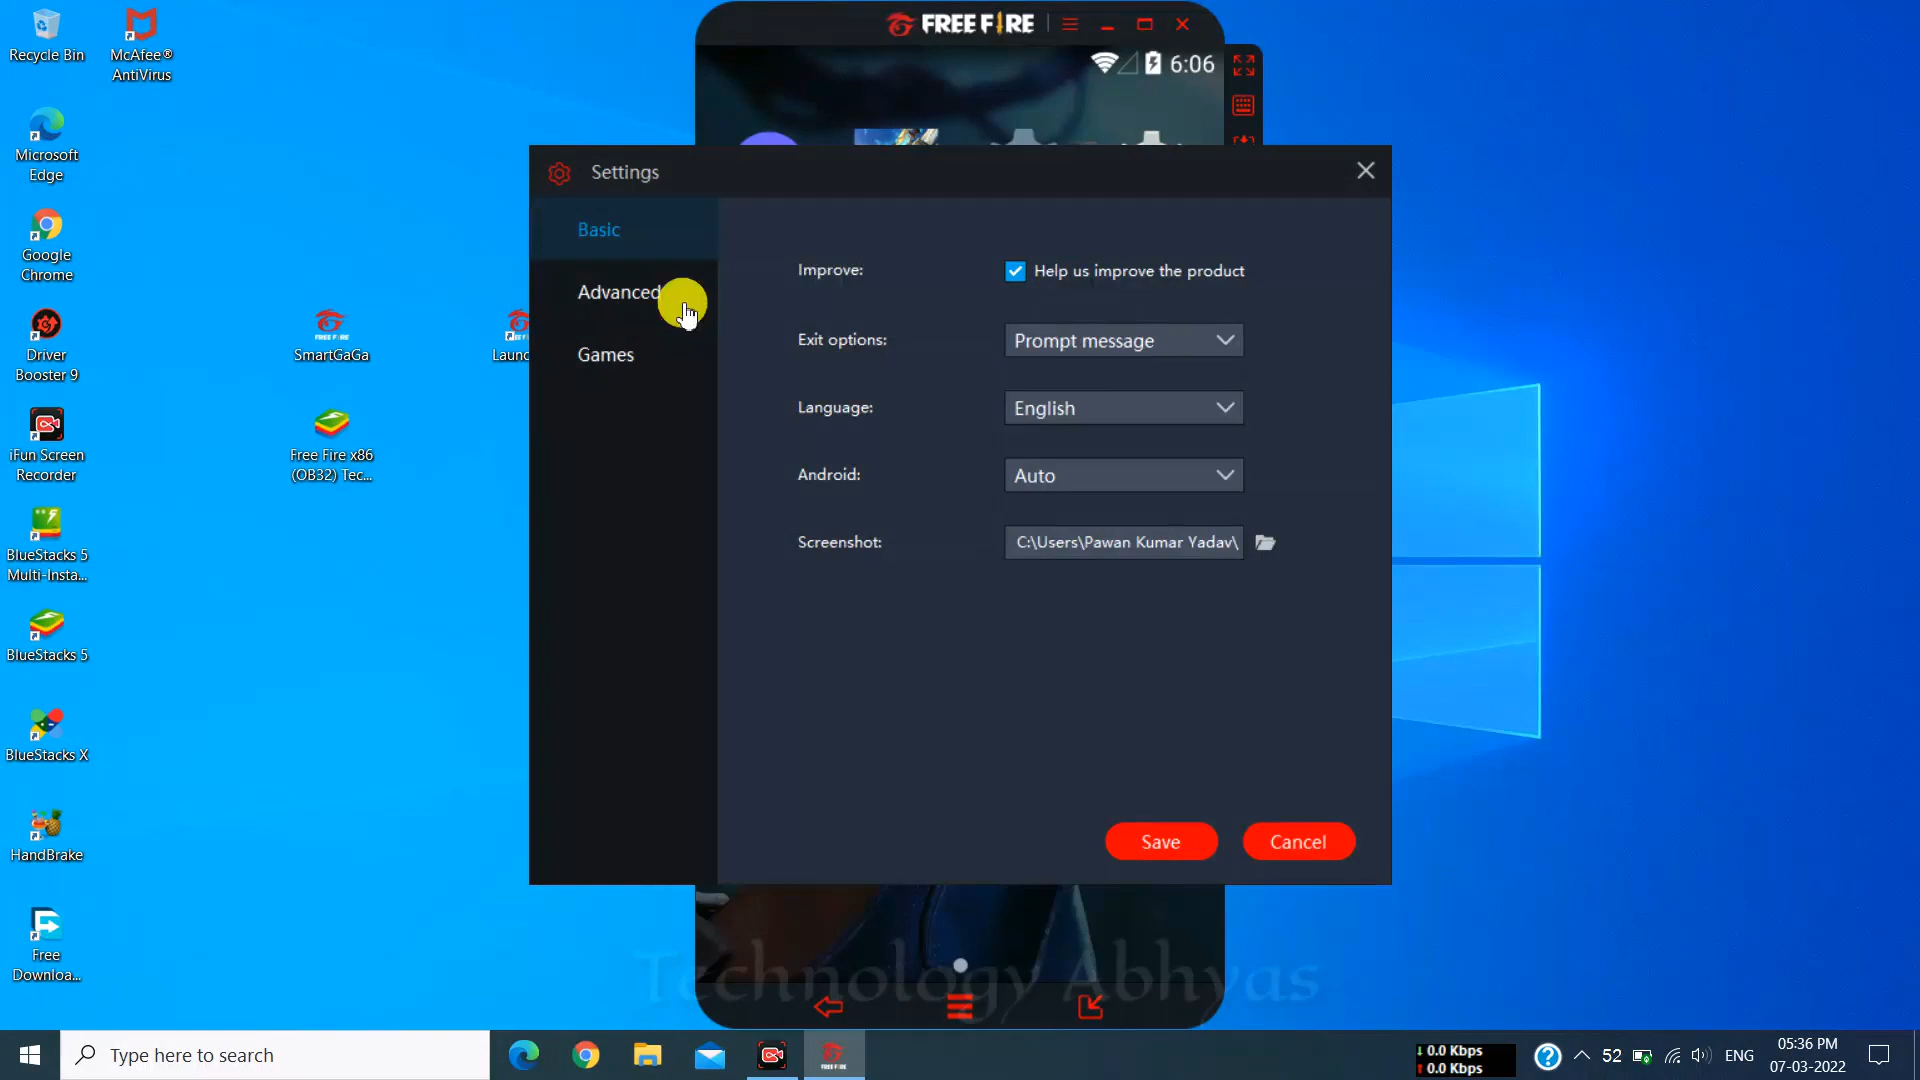 Recycle Bin
McAfee®
AntiVirus
Microsoft
Edge
Google
Chrome
Driver
Booster 9
iFun Screen
Recorder
BlueStacks 5
Multi-Insta...
BlueStacks 5
BlueStacks X
HandBrake
Free
Downloa...
FREE FIRE
SmartGaGa
Launc
Free Fire x86
(OB32) Tec...
FREE FIRE
6:06
Settings
Basic
Advanced
Games
Improve:
Help us improve the product
Exit options:
Prompt message
Language:
English
Android:
Auto
Screenshot:
C:\Users\Pawan Kumar Yadav\
Save
Cancel
Technology Abhyas
Type here to search
FREE FIRE
0.0 Kbps
0.0 Kbps
52
ENG
05:36 PM
07-03-2022